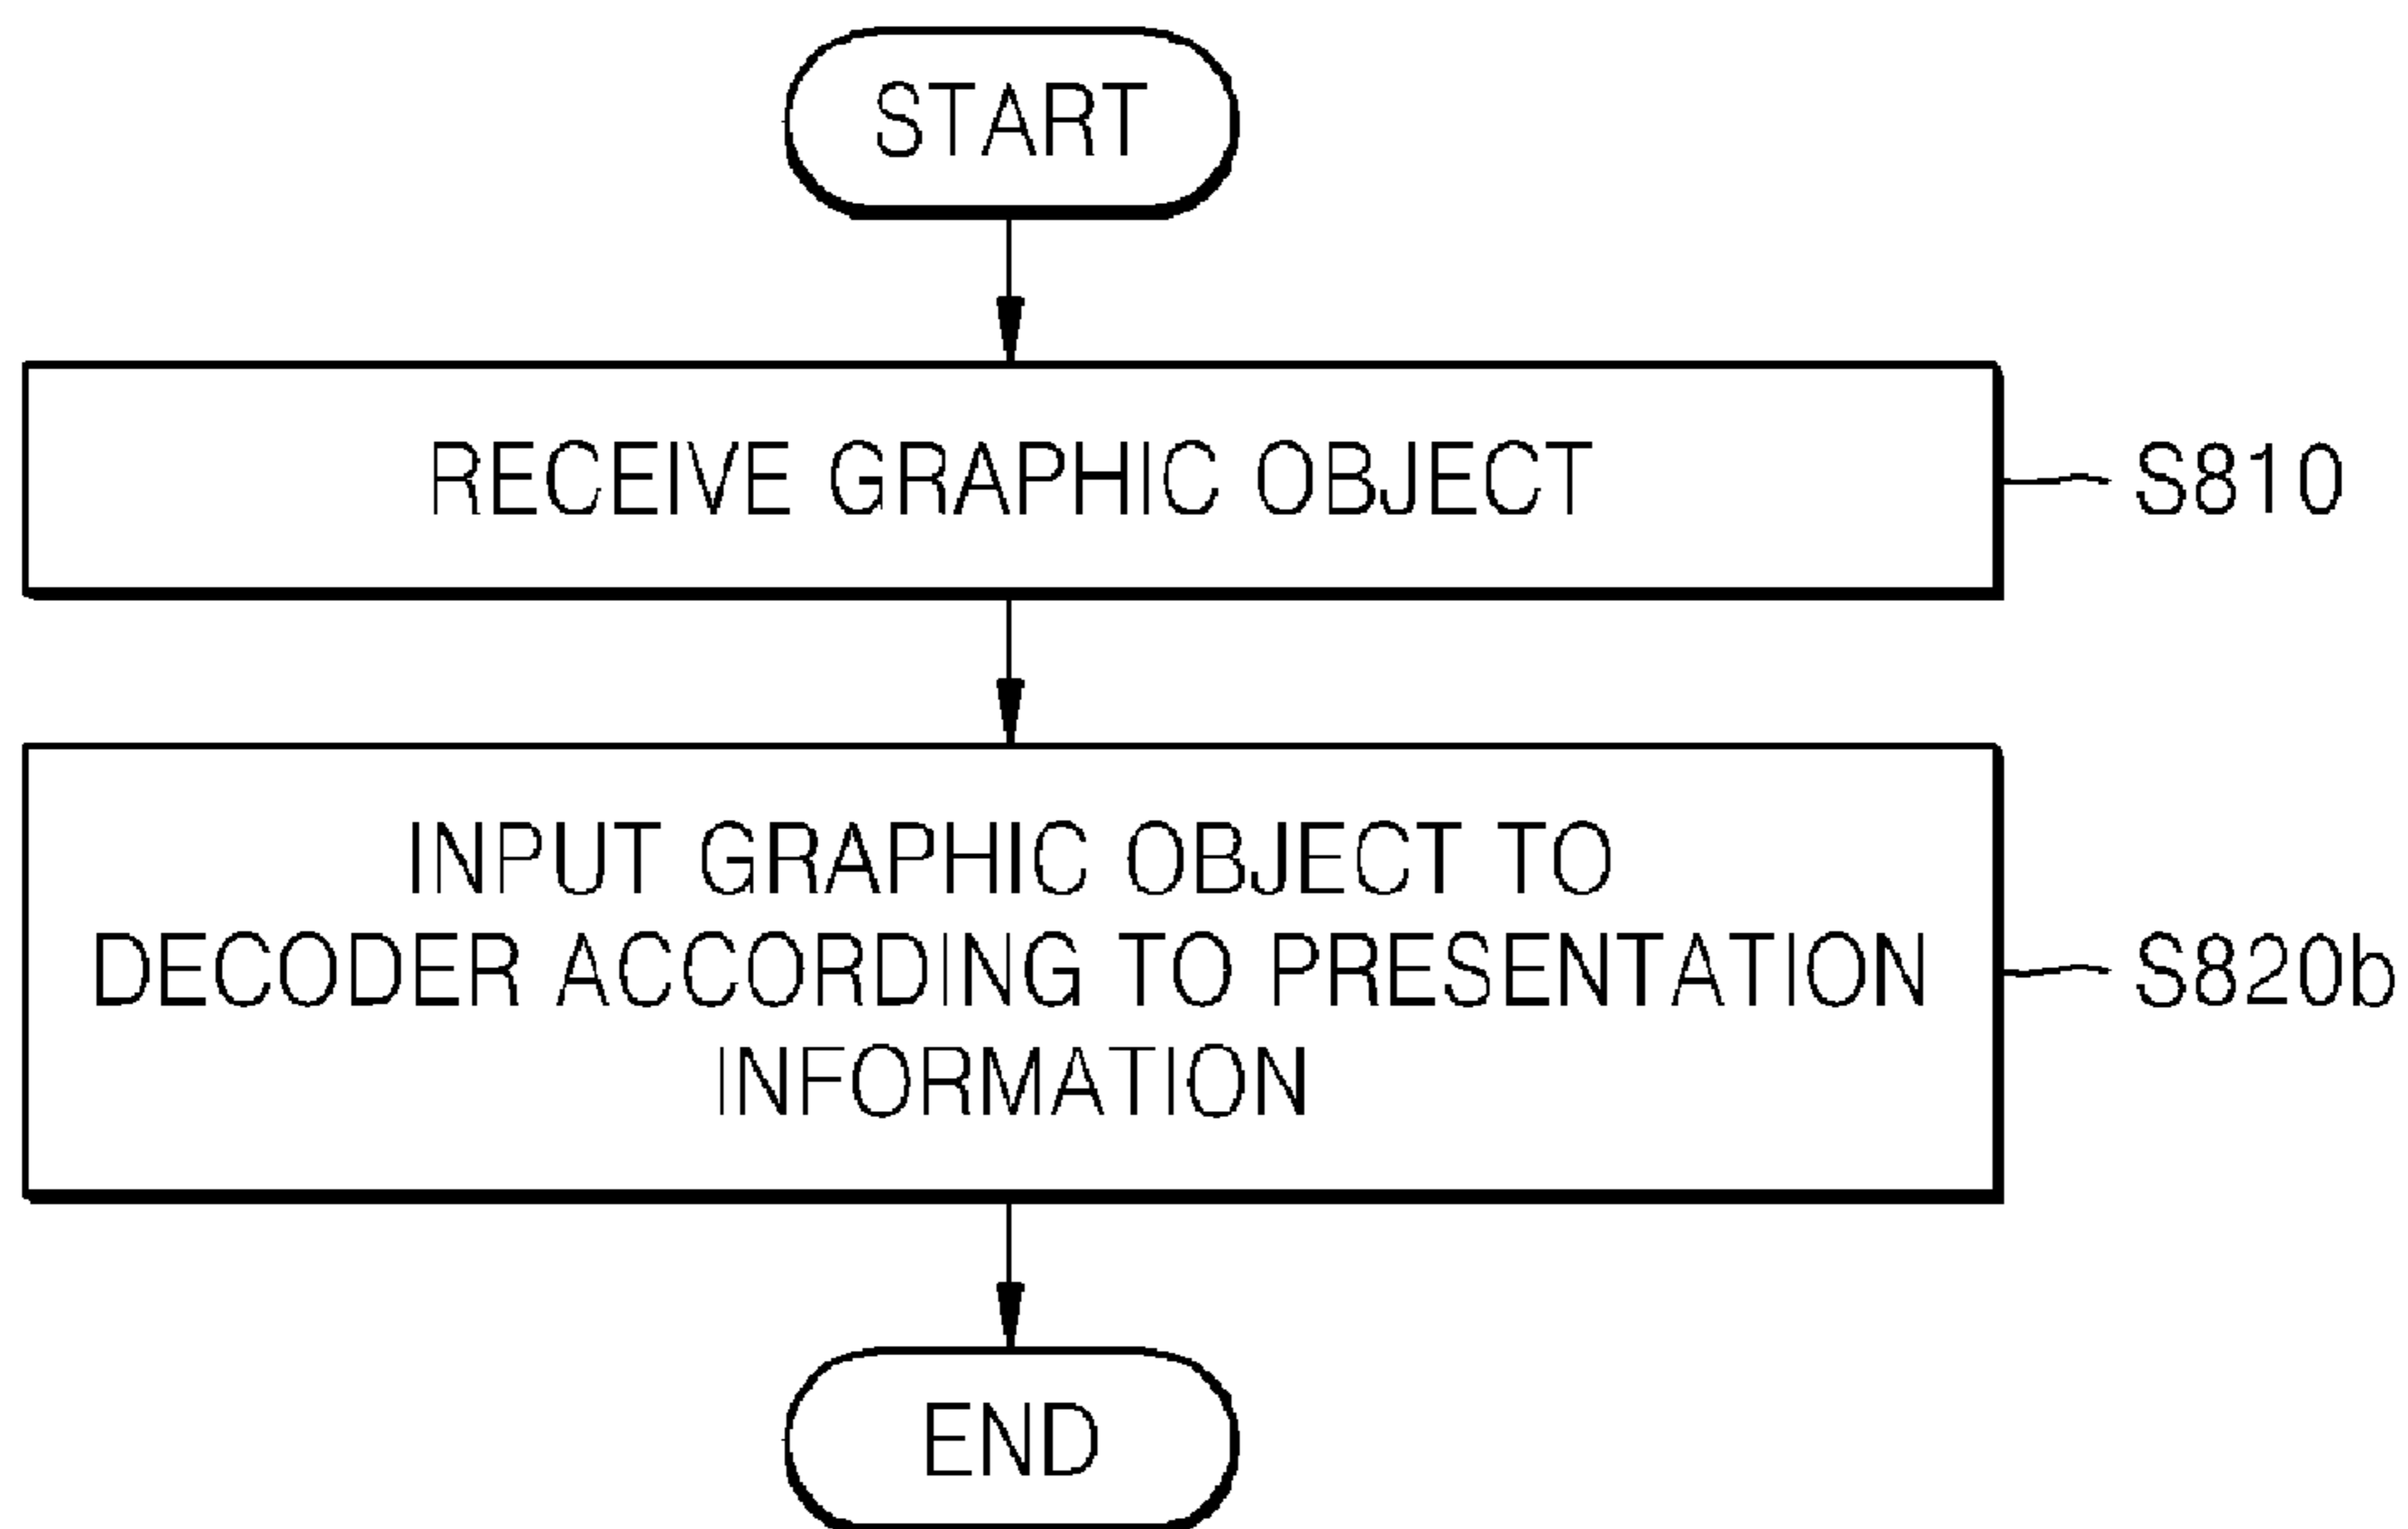 START
RECEIVE GRAPHIC OBJECT
S810
INPUT GRAPHIC OBJECT TO
DECODER ACCORDING TO PRESENTATION
INFORMATION
S820b
END